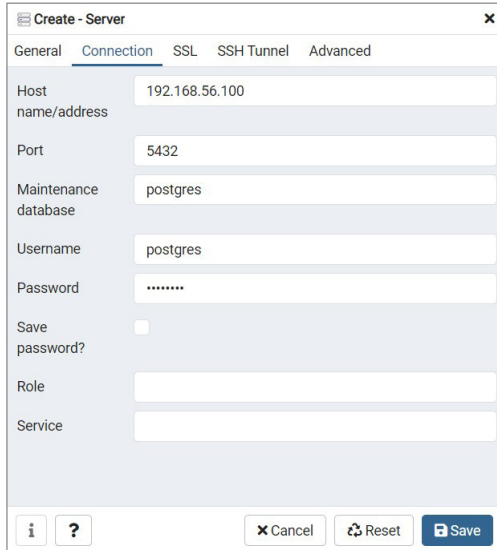 Create - Server
General Connection SSL SSH Tunnel Advanced
Host name/address 192.168.56.100
Port 5432
Maintenance database postgres
Username postgres
Password ••••••••
Save password?
Role
Service
i ? Cancel Reset Save